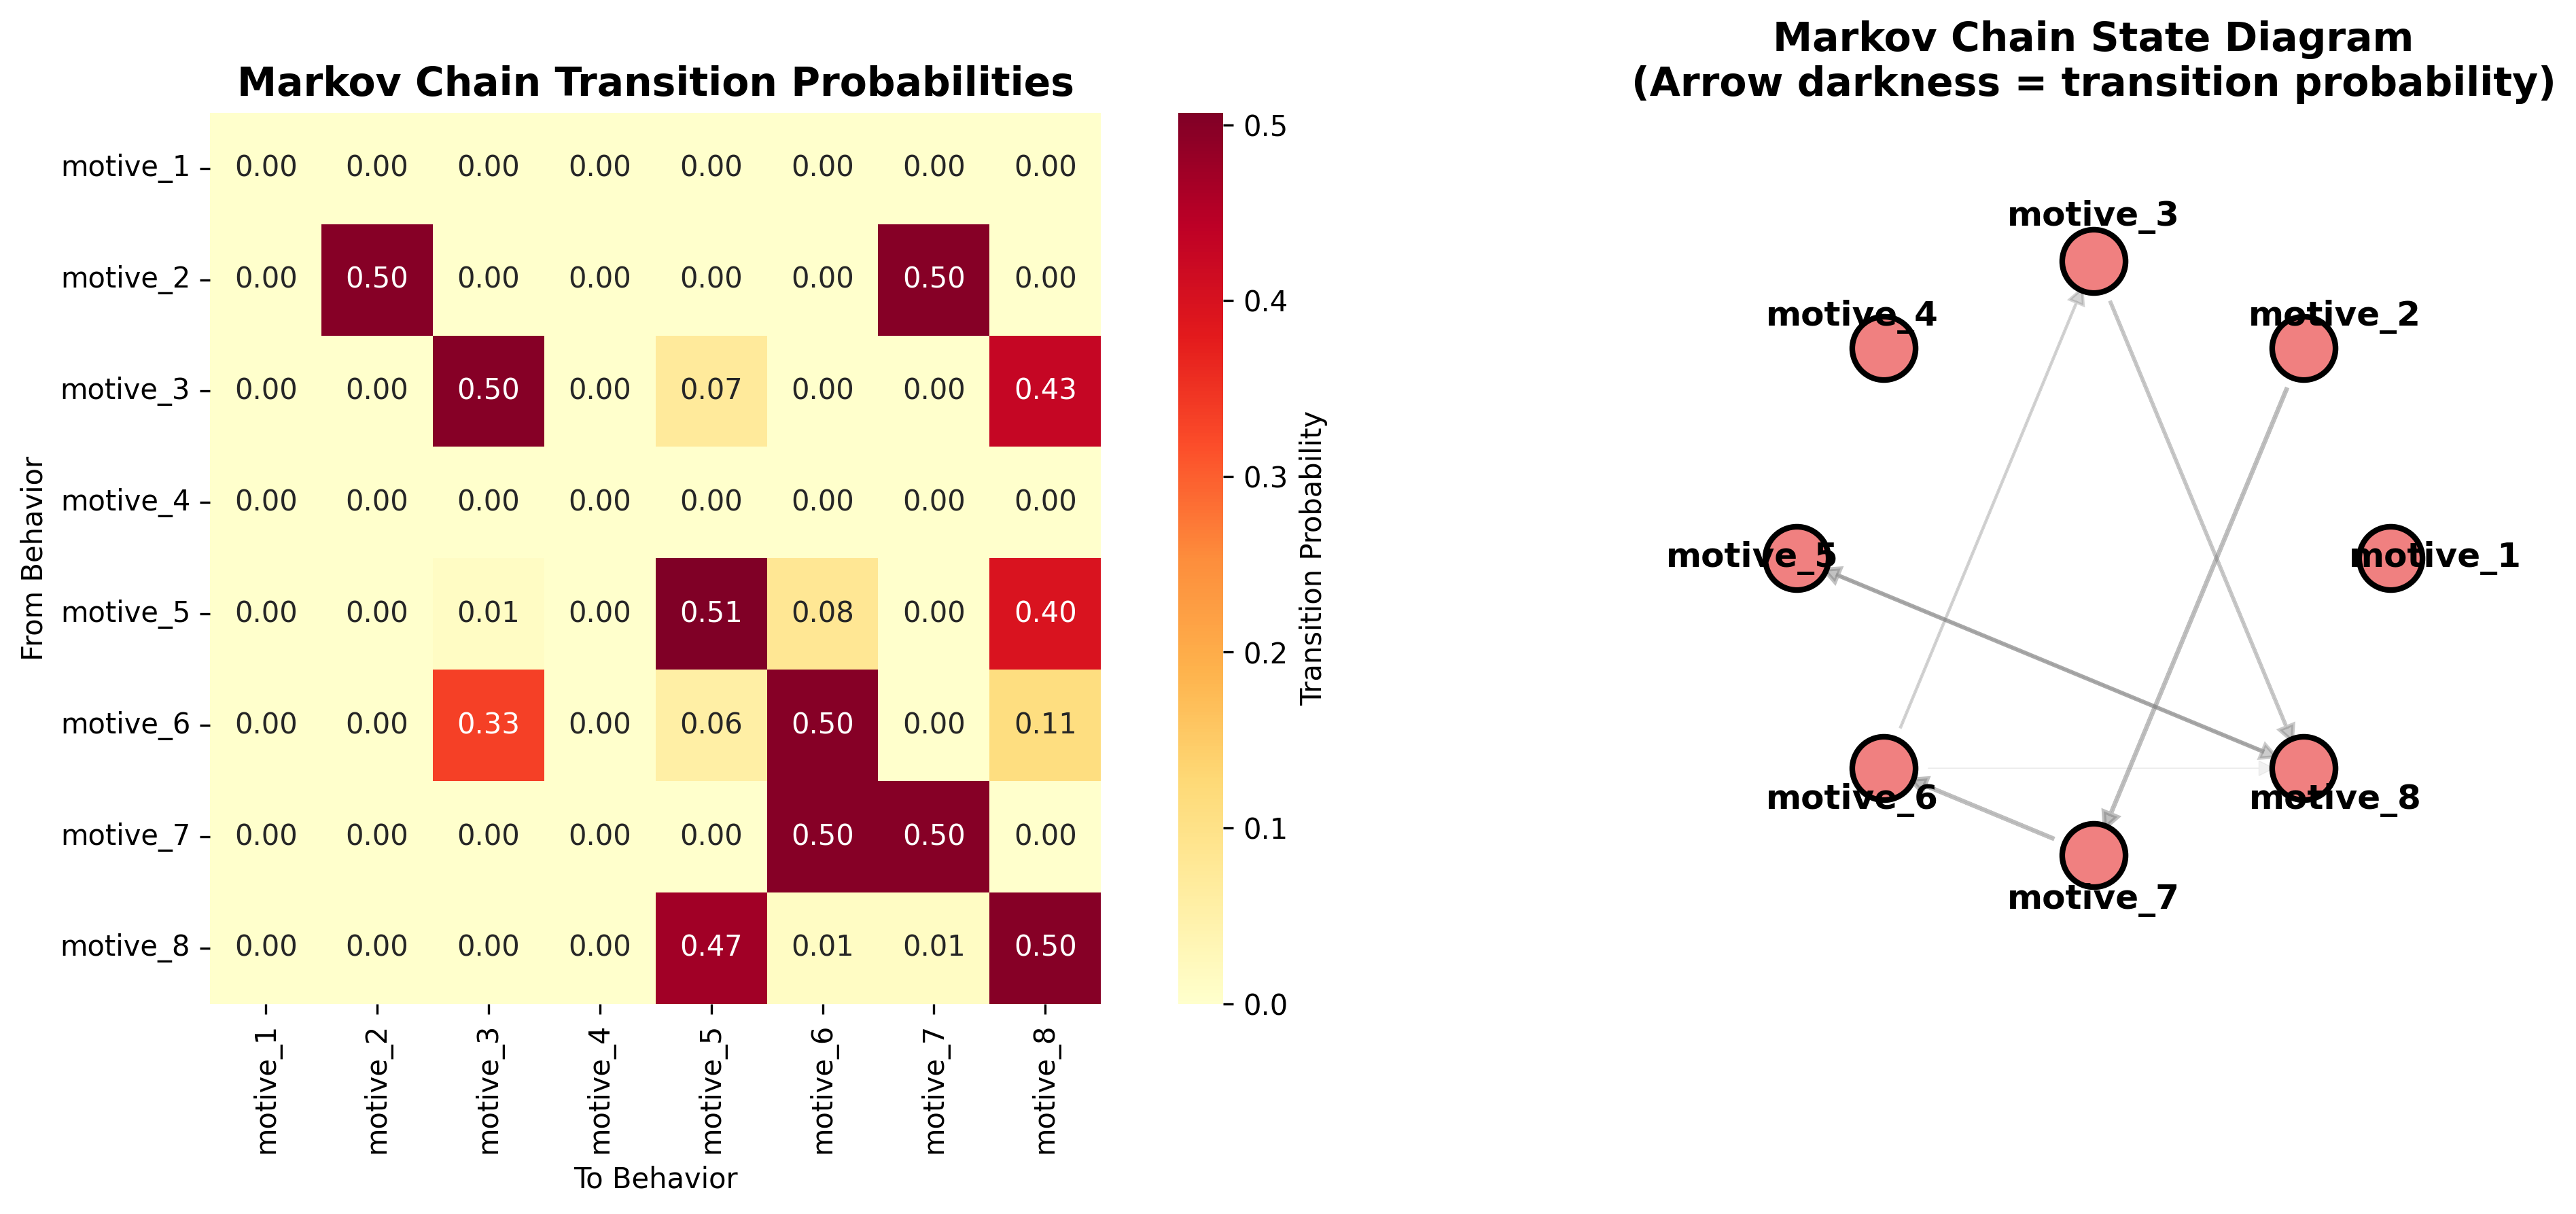 Markov Chain Transition Probabilities
From Behavior
motive_1 0.00 0.00 0.00 0.00 0.00 0.00 0.00 0.00
motive_2 0.00 0.50 0.00 0.00 0.00 0.00 0.50 0.00
motive_3 0.00 0.00 0.50 0.00 0.07 0.00 0.00 0.43
motive_4 0.00 0.00 0.00 0.00 0.00 0.00 0.00 0.00
motive_5 0.00 0.00 0.01 0.00 0.51 0.08 0.00 0.40
motive_6 0.00 0.00 0.33 0.00 0.06 0.50 0.00 0.11
motive_7 0.00 0.00 0.00 0.00 0.00 0.50 0.50 0.00
motive_8 0.00 0.00 0.00 0.00 0.47 0.01 0.01 0.50
motive_1 motive_2 motive_3 motive_4 motive_5 motive_6 motive_7 motive_8
To Behavior
0.5
0.4
0.3
0.2
0.1
0.0
Transition Probability
Markov Chain State Diagram
(Arrow darkness = transition probability)
motive_3
motive_4 motive_2
motive_5 motive_1
motive_6 motive_8
motive_7